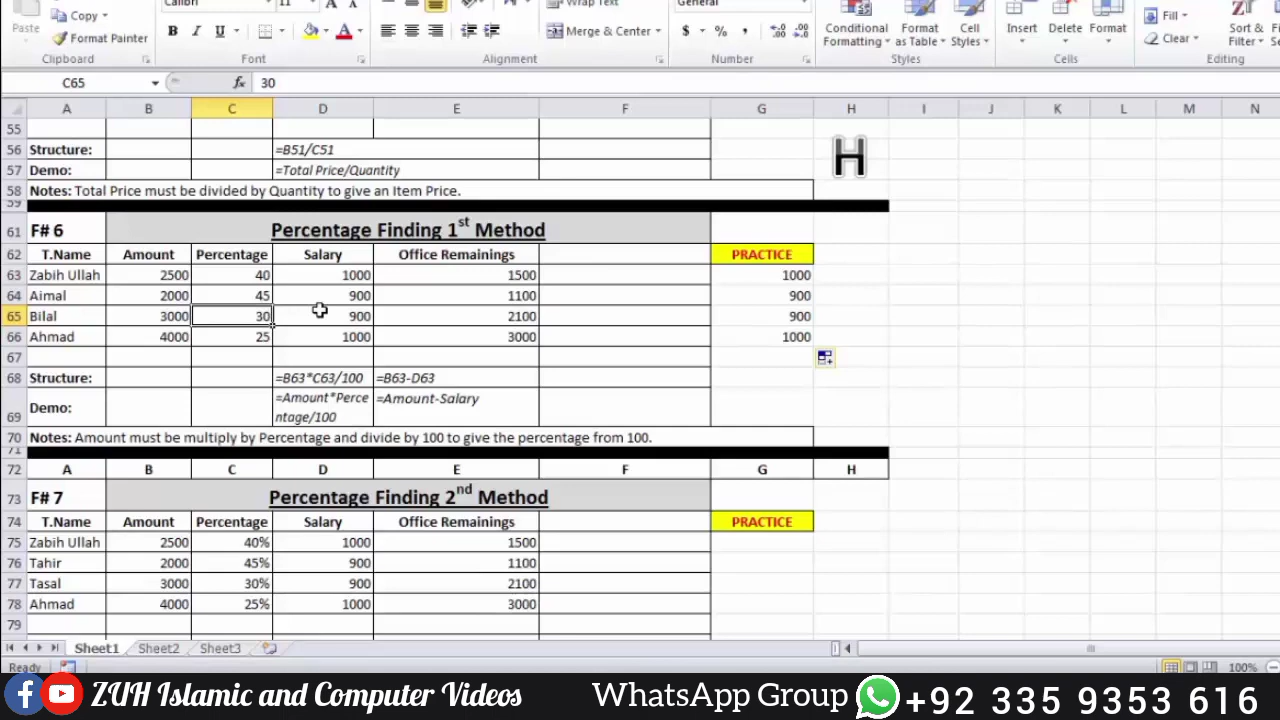 Calibri 11 A A Wrap Text General
Paste Copy Format Painter B I U A Merge & Center $ % , Conditional Formatting Format as Table Cell Styles Insert Delete Format Fill Clear Sort & Filter
Clipboard Font Alignment Number Styles Cells Editing
C65 fx 30
A B C D E F G H I J K L M N
55
56 Structure: =B51/C51
57 Demo: =Total Price/Quantity
58 Notes: Total Price must be divided by Quantity to give an Item Price.
59
61 F# 6 Percentage Finding 1st Method
62 T.Name Amount Percentage Salary Office Remainings PRACTICE
63 Zabih Ullah 2500 40 1000 1500 1000
64 Aimal 2000 45 900 1100 900
65 Bilal 3000 30 900 2100 900
66 Ahmad 4000 25 1000 3000 1000
67
68 Structure: =B63*C63/100 =B63-D63
69 Demo: =Amount*Perce =Amount-Salary
ntage/100
70 Notes: Amount must be multiply by Percentage and divide by 100 to give the percentage from 100.
71
72 A B C D E F G H
73 F# 7 Percentage Finding 2nd Method
74 T.Name Amount Percentage Salary Office Remainings PRACTICE
75 Zabih Ullah 2500 40% 1000 1500
76 Tahir 2000 45% 900 1100
77 Tasal 3000 30% 900 2100
78 Ahmad 4000 25% 1000 3000
79
Sheet1 Sheet2 Sheet3
Ready 100%
H
f ZUH Islamic and Computer Videos WhatsApp Group +92 335 9353 616